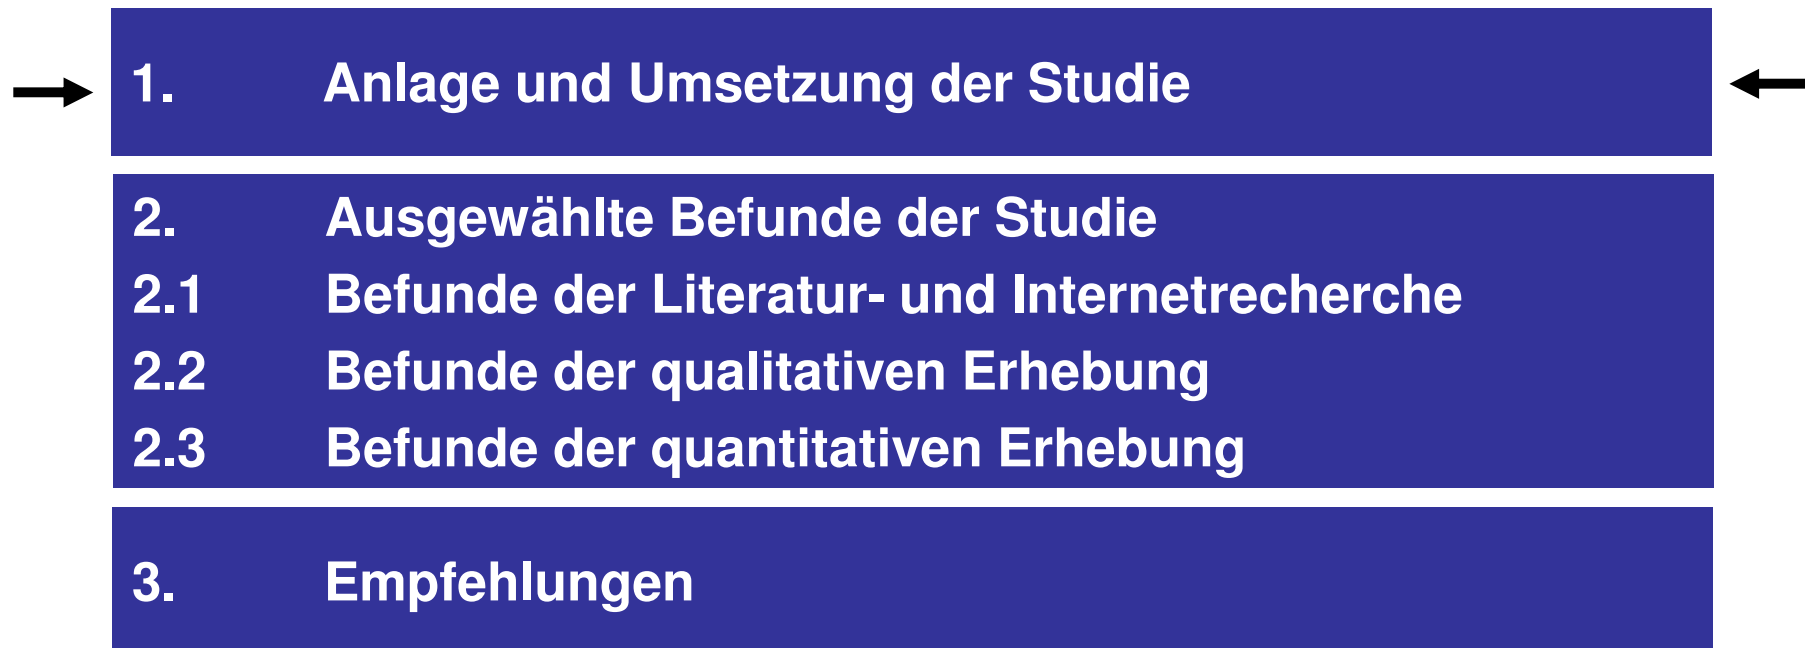 1. Anlage und Umsetzung der Studie
2. Ausgewählte Befunde der Studie
2.1 Befunde der Literatur- und Internetrecherche
2.2 Befunde der qualitativen Erhebung
2.3 Befunde der quantitativen Erhebung
3. Empfehlungen